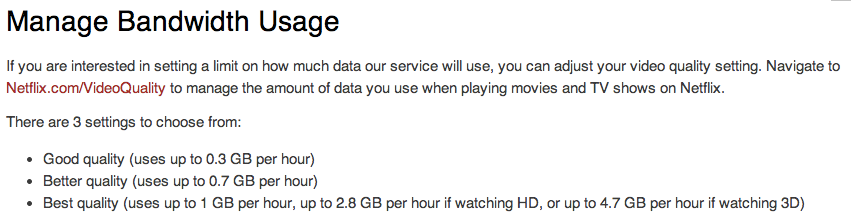 Manage Bandwidth Usage
If you are interested in setting a limit on how much data our service will use, you can adjust your video quality setting. Navigate to
Netflix.com/VideoQuality to manage the amount of data you use when playing movies and TV shows on Netflix.
There are 3 settings to choose from:
• Good quality (uses up to 0.3 GB per hour)
• Better quality (uses up to 0.7 GB per hour)
• Best quality (uses up to 1 GB per hour, up to 2.8 GB per hour if watching HD, or up to 4.7 GB per hour if watching 3D)